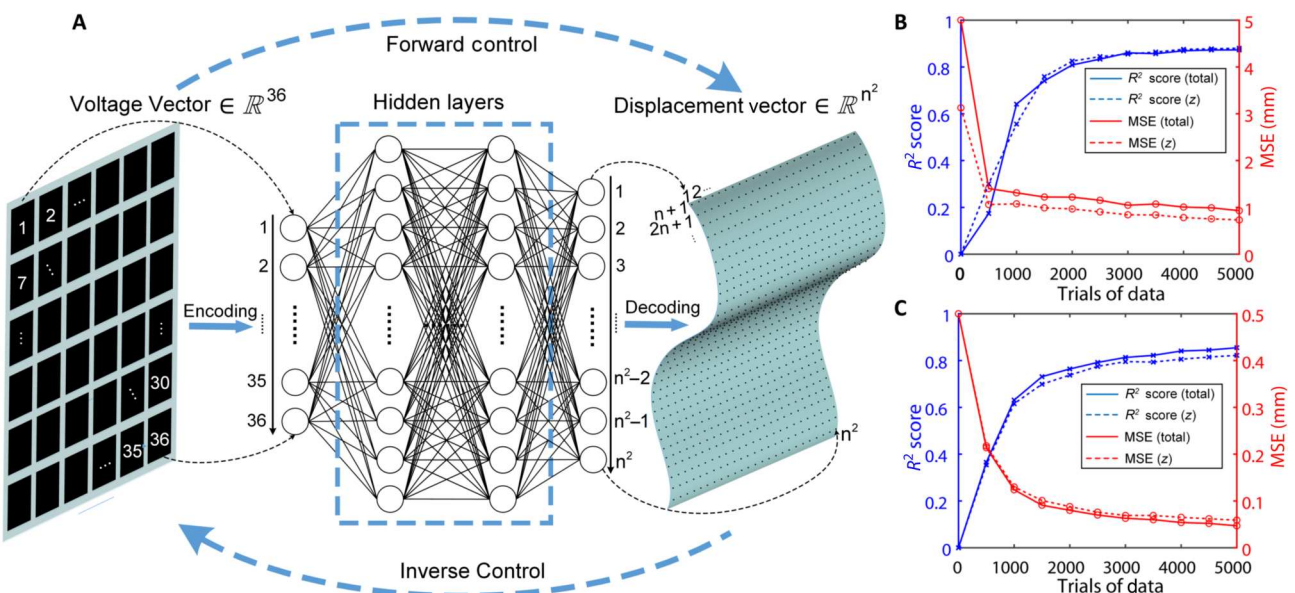 A
Forward control
Voltage Vector ∈ ℝ³⁶
Hidden layers
Displacement vector ∈ ℝⁿ²
1 2 ...
7
30
... 35 36
Encoding
1
2
35
36
1
2
3
n²–2
n²–1
n²
Decoding
1 2...
n+1
2n+1
n²
Inverse Control
B
R² score
1
0.8
0.6
0.4
0.2
0
R² score (total)
R² score (z)
MSE (total)
MSE (z)
5
4
3
2
1
0
MSE (mm)
0 1000 2000 3000 4000 5000
Trials of data
C
R² score
1
0.8
0.6
0.4
0.2
0
R² score (total)
R² score (z)
MSE (total)
MSE (z)
0.5
0.4
0.3
0.2
0.1
0
MSE (mm)
0 1000 2000 3000 4000 5000
Trials of data